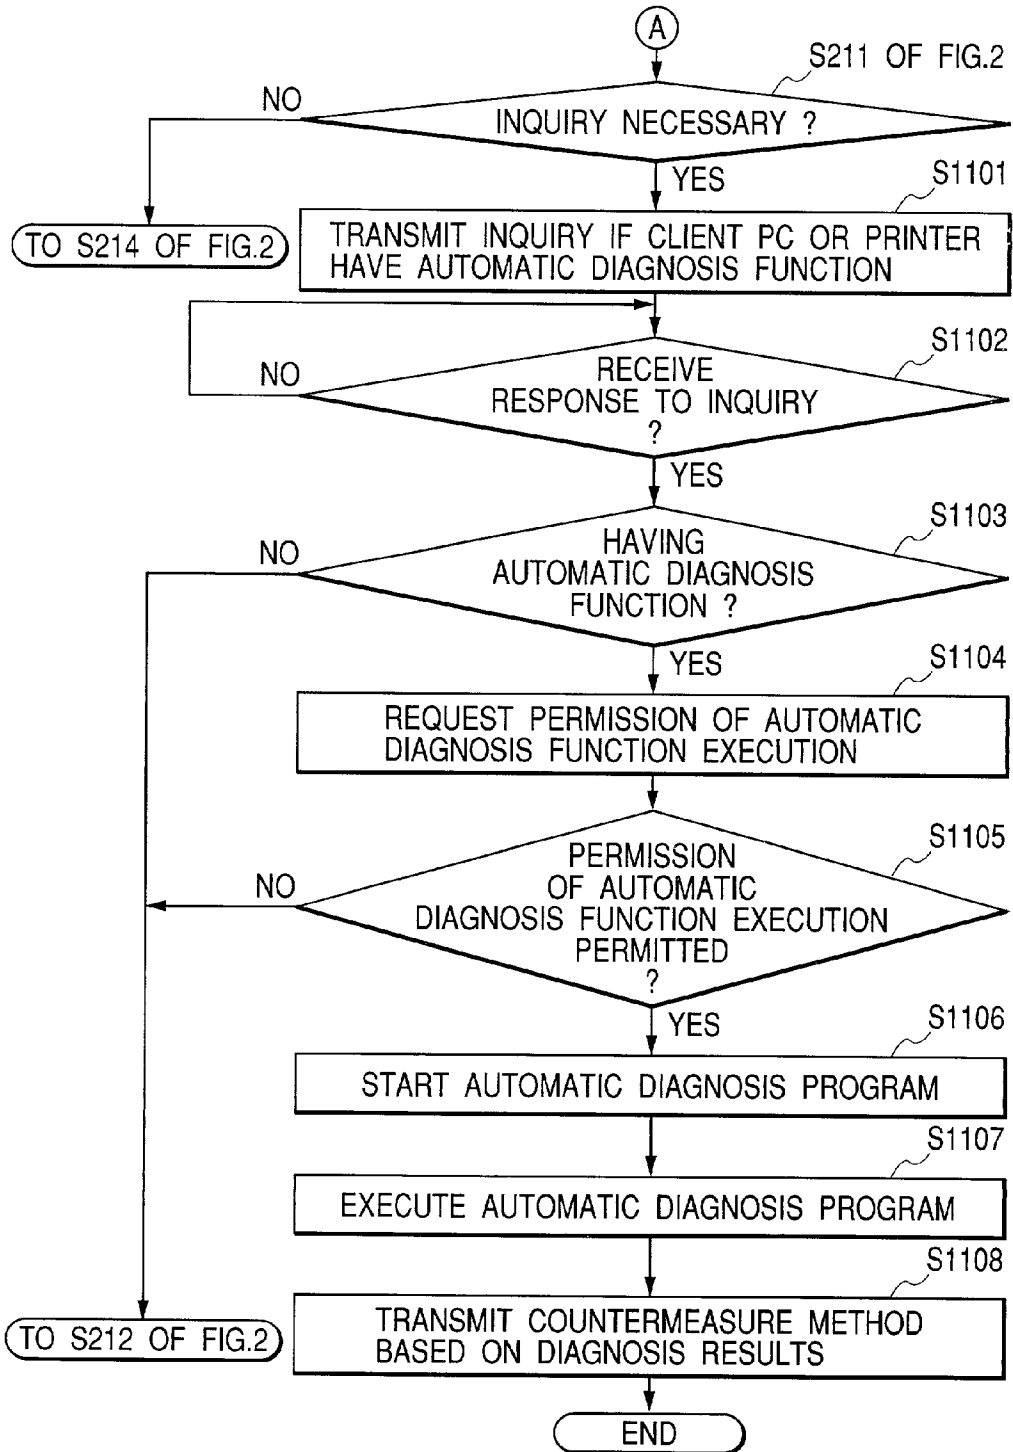 A
S211 OF FIG.2
NO
INQUIRY NECESSARY ?
YES
S1101
TO S214 OF FIG.2
TRANSMIT INQUIRY IF CLIENT PC OR PRINTER
HAVE AUTOMATIC DIAGNOSIS FUNCTION
S1102
NO
RECEIVE
RESPONSE TO INQUIRY
?
YES
S1103
NO
HAVING
AUTOMATIC DIAGNOSIS
FUNCTION ?
YES
S1104
REQUEST PERMISSION OF AUTOMATIC
DIAGNOSIS FUNCTION EXECUTION
S1105
NO
PERMISSION
OF AUTOMATIC
DIAGNOSIS FUNCTION EXECUTION
PERMITTED
?
YES
S1106
START AUTOMATIC DIAGNOSIS PROGRAM
S1107
EXECUTE AUTOMATIC DIAGNOSIS PROGRAM
S1108
TO S212 OF FIG.2
TRANSMIT COUNTERMEASURE METHOD
BASED ON DIAGNOSIS RESULTS
END